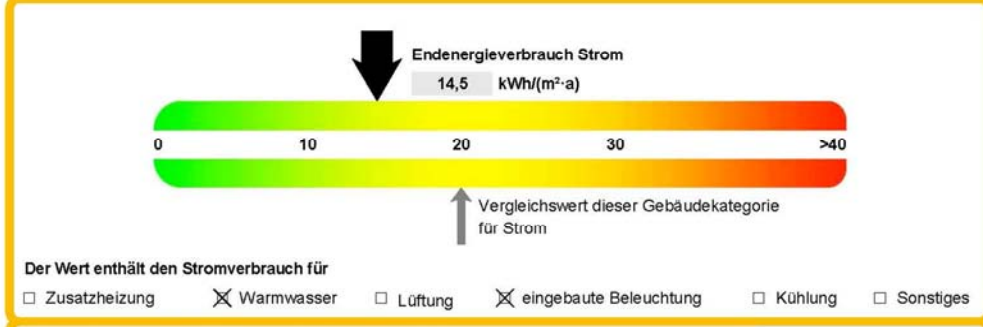 Endenergieverbrauch Strom
14,5 kWh/(m²·a)
0 10 20 30 >40
Vergleichswert dieser Gebäudekategorie
für Strom
Der Wert enthält den Stromverbrauch für
☐ Zusatzheizung ☒ Warmwasser ☐ Lüftung ☒ eingebaute Beleuchtung ☐ Kühlung ☐ Sonstiges